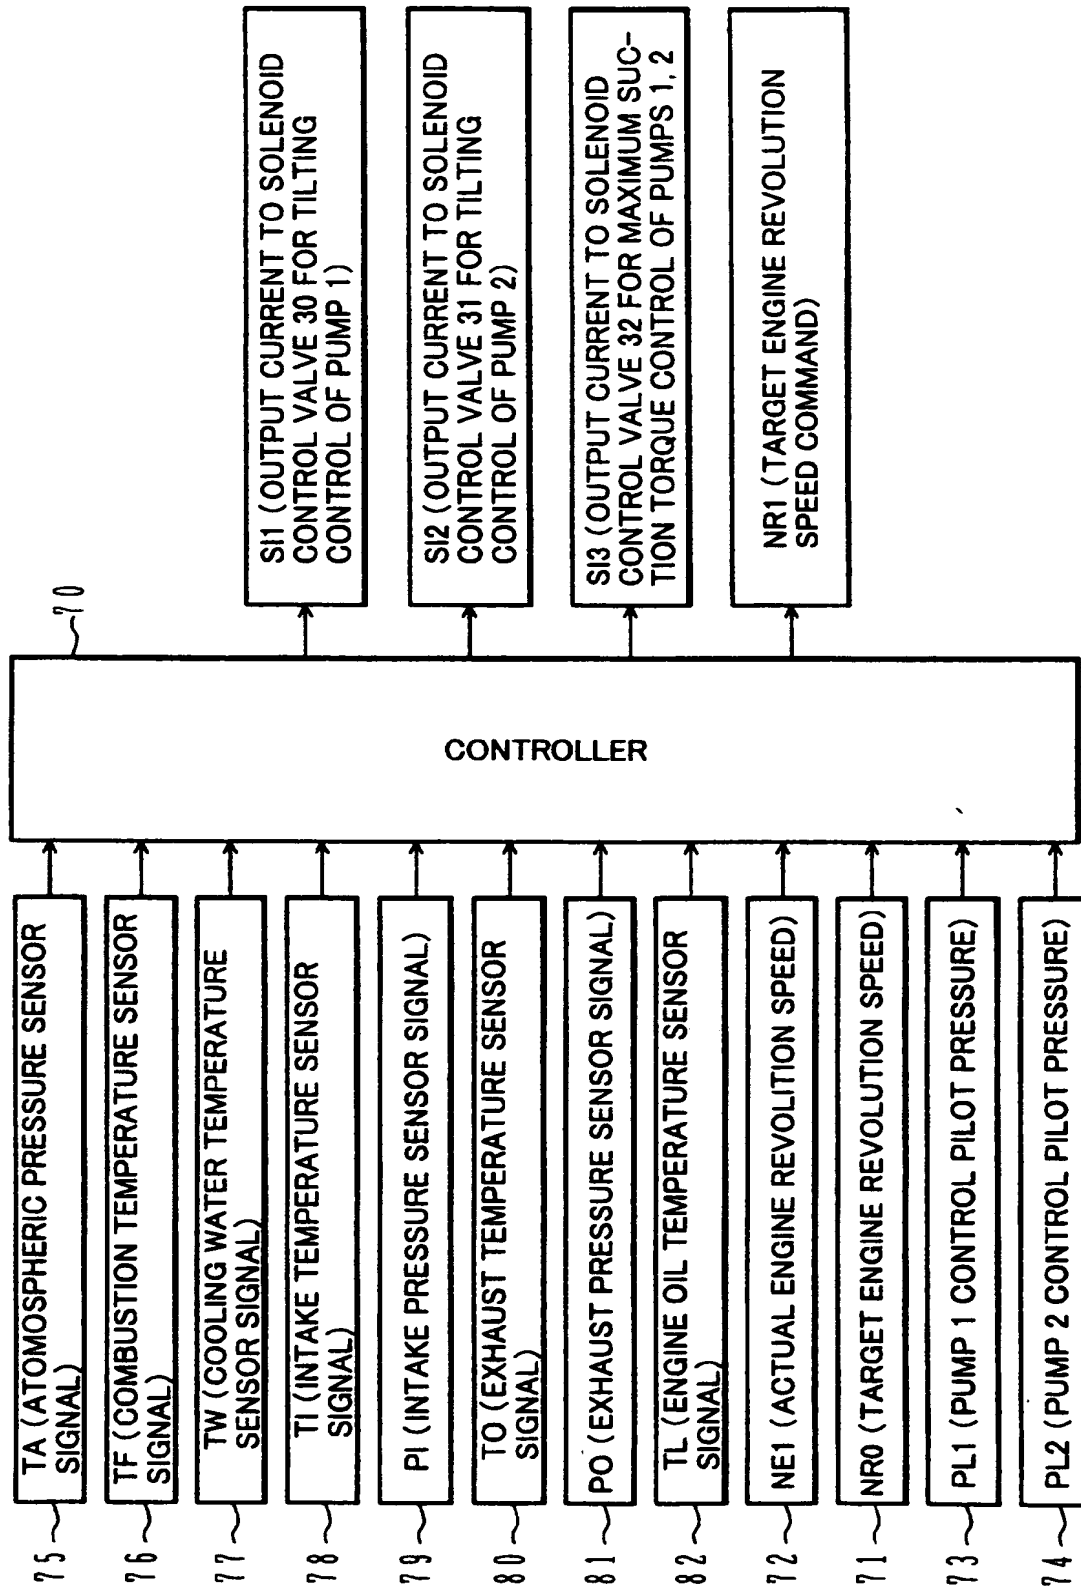 75
TA (ATOMOSPHERIC PRESSURE SENSOR
SIGNAL)
76
TF (COMBUSTION TEMPERATURE SENSOR
SIGNAL)
77
TW (COOLING WATER TEMPERATURE
SENSOR SIGNAL)
78
TI (INTAKE TEMPERATURE SENSOR
SIGNAL)
79
PI (INTAKE PRESSURE SENSOR SIGNAL)
80
TO (EXHAUST TEMPERATURE SENSOR
SIGNAL)
81
PO (EXHAUST PRESSURE SENSOR SIGNAL)
82
TL (ENGINE OIL TEMPERATURE SENSOR
SIGNAL)
72
NE1 (ACTUAL ENGINE REVOLITION SPEED)
71
NR0 (TARGET ENGINE REVOLUTION SPEED)
73
PL1 (PUMP 1 CONTROL PILOT PRESSURE)
74
PL2 (PUMP 2 CONTROL PILOT PRESSURE)
CONTROLLER
70
SI1 (OUTPUT CURRENT TO SOLENOID
CONTROL VALVE 30 FOR TILTING
CONTROL OF PUMP 1)
SI2 (OUTPUT CURRENT TO SOLENOID
CONTROL VALVE 31 FOR TILTING
CONTROL OF PUMP 2)
SI3 (OUTPUT CURRENT TO SOLENOID
CONTROL VALVE 32 FOR MAXIMUM SUC-
TION TORQUE CONTROL OF PUMPS 1, 2
NR1 (TARGET ENGINE REVOLUTION
SPEED COMMAND)